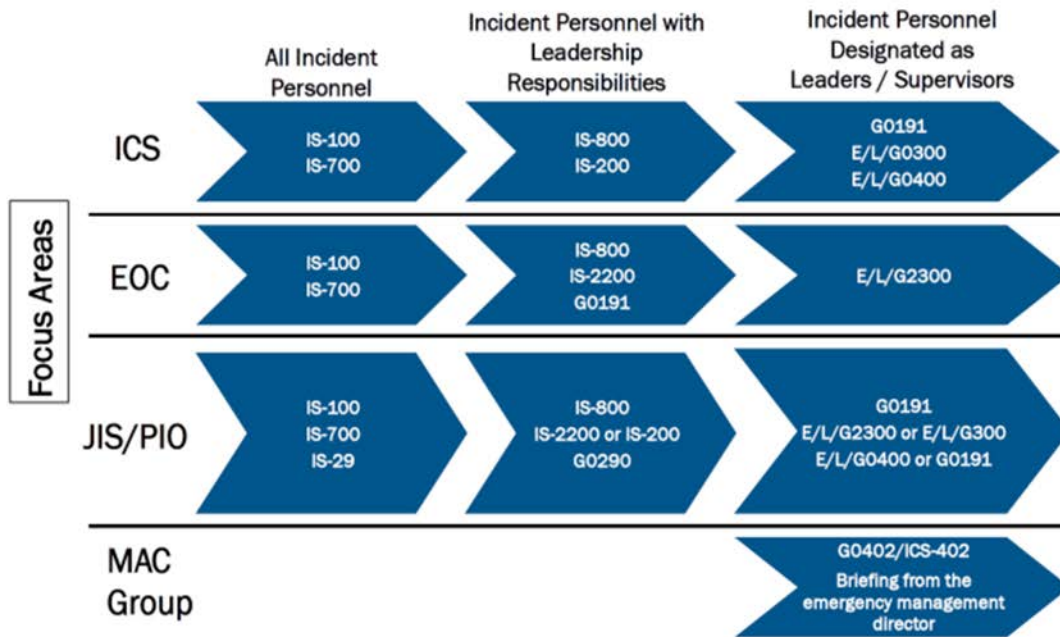 All Incident
Personnel
Incident Personnel with
Leadership
Responsibilities
Incident Personnel
Designated as
Leaders / Supervisors
Focus Areas
ICS
IS-100
IS-700
IS-800
IS-200
G0191
E/L/G0300
E/L/G0400
EOC
IS-100
IS-700
IS-800
IS-2200
G0191
E/L/G2300
JIS/PIO
IS-100
IS-700
IS-29
IS-800
IS-2200 or IS-200
G0290
G0191
E/L/G2300 or E/L/G300
E/L/G0400 or G0191
MAC
Group
G0402/ICS-402
Briefing from the
emergency management
director